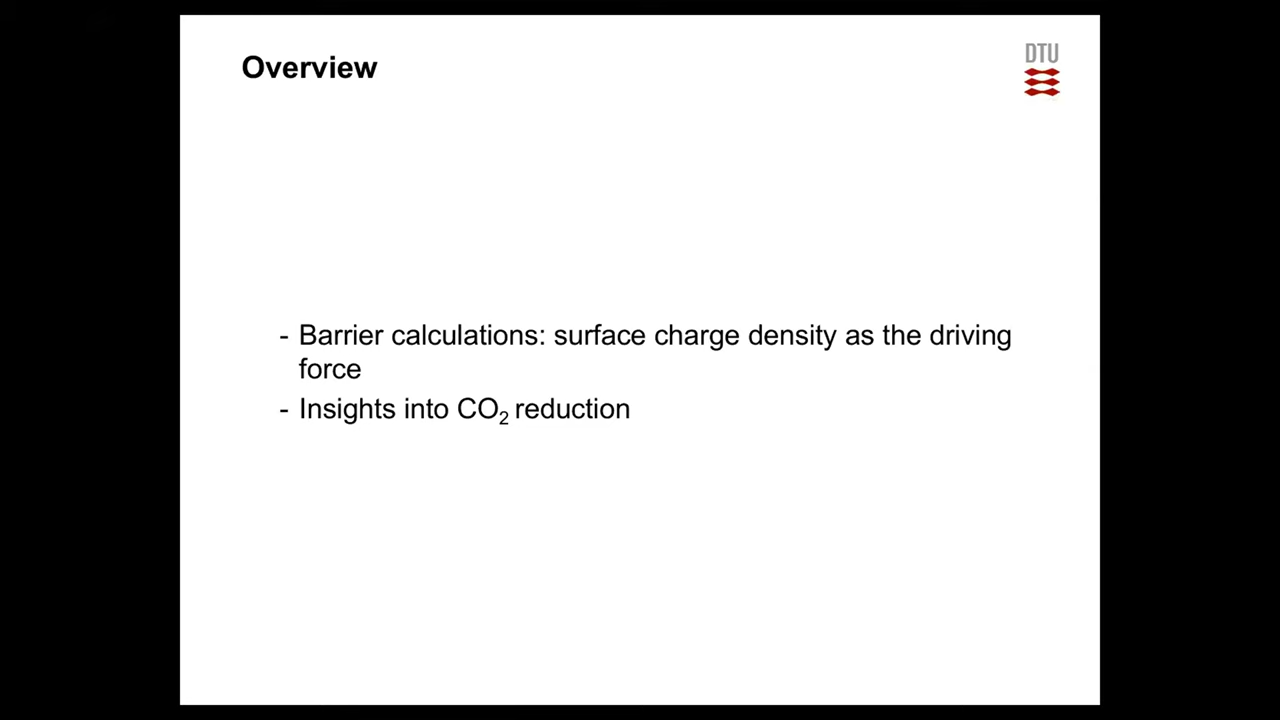 Overview
DTU
- Barrier calculations: surface charge density as the driving
force
- Insights into CO₂ reduction